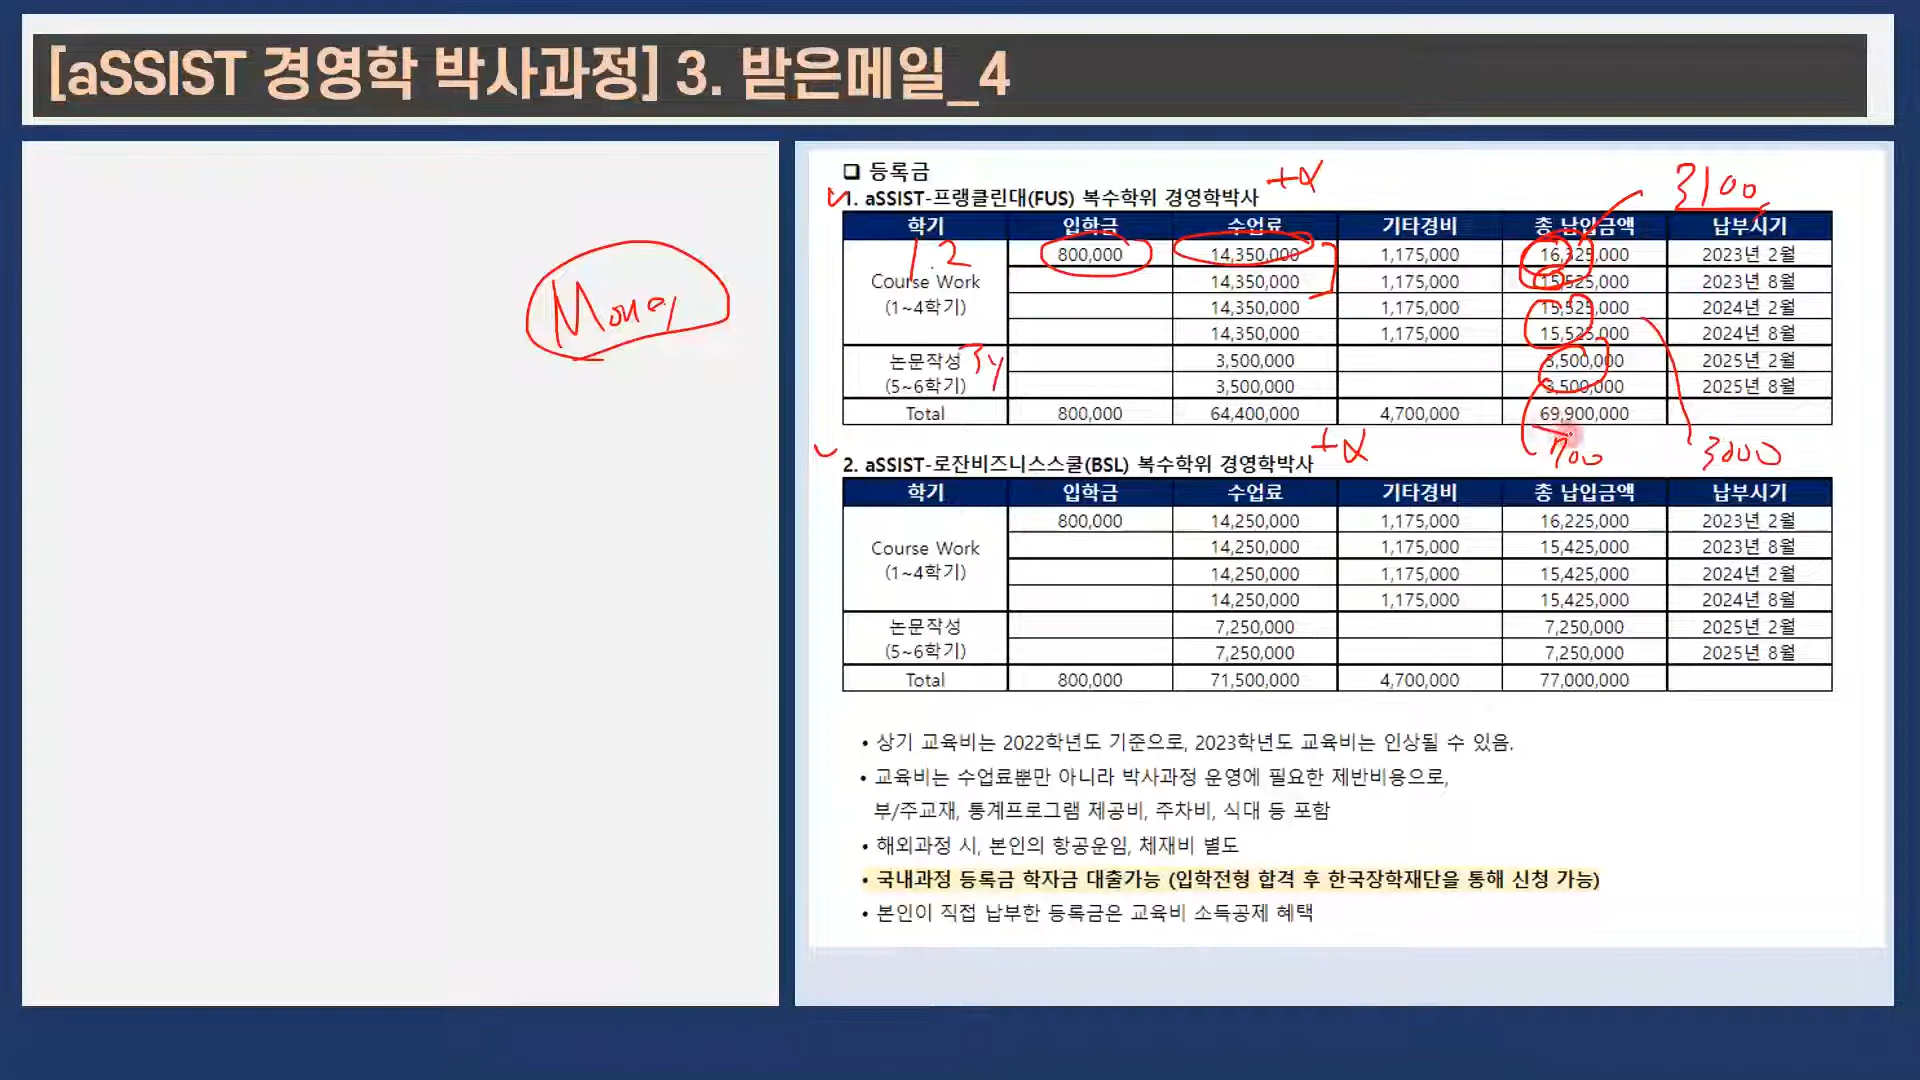 [aSSIST 경영학 박사과정] 3. 받은메일_4
Money
❑ 등록금
1. aSSIST-프랭클린대(FUS) 복수학위 경영학박사 +α
3100
학기 입학금 수업료 기타경비 총 납입금액 납부시기
1.2
Course Work
(1~4학기)
800,000 14,350,000 1,175,000 16,325,000 2023년 2월
14,350,000 1,175,000 15,525,000 2023년 8월
14,350,000 1,175,000 15,525,000 2024년 2월
14,350,000 1,175,000 15,525,000 2024년 8월
논문작성
(5~6학기)
3,500,000 3,500,000 2025년 2월
3,500,000 3,500,000 2025년 8월
Total 800,000 64,400,000 4,700,000 69,900,000
700
3000
2. aSSIST-로잔비즈니스스쿨(BSL) 복수학위 경영학박사 +α
학기 입학금 수업료 기타경비 총 납입금액 납부시기
Course Work
(1~4학기)
800,000 14,250,000 1,175,000 16,225,000 2023년 2월
14,250,000 1,175,000 15,425,000 2023년 8월
14,250,000 1,175,000 15,425,000 2024년 2월
14,250,000 1,175,000 15,425,000 2024년 8월
논문작성
(5~6학기)
7,250,000 7,250,000 2025년 2월
7,250,000 7,250,000 2025년 8월
Total 800,000 71,500,000 4,700,000 77,000,000
• 상기 교육비는 2022학년도 기준으로, 2023학년도 교육비는 인상될 수 있음.
• 교육비는 수업료뿐만 아니라 박사과정 운영에 필요한 제반비용으로,
부/주교재, 통계프로그램 제공비, 주차비, 식대 등 포함
• 해외과정 시, 본인의 항공운임, 체재비 별도
• 국내과정 등록금 학자금 대출가능 (입학전형 합격 후 한국장학재단을 통해 신청 가능)
• 본인이 직접 납부한 등록금은 교육비 소득공제 혜택